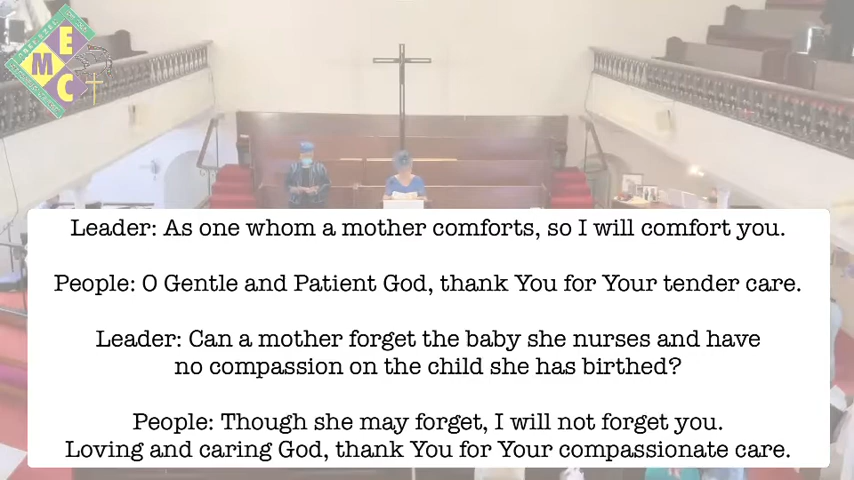 E
M
C
Leader: As one whom a mother comforts, so I will comfort you.
People: O Gentle and Patient God, thank You for Your tender care.
Leader: Can a mother forget the baby she nurses and have
no compassion on the child she has birthed?
People: Though she may forget, I will not forget you.
Loving and caring God, thank You for Your compassionate care.